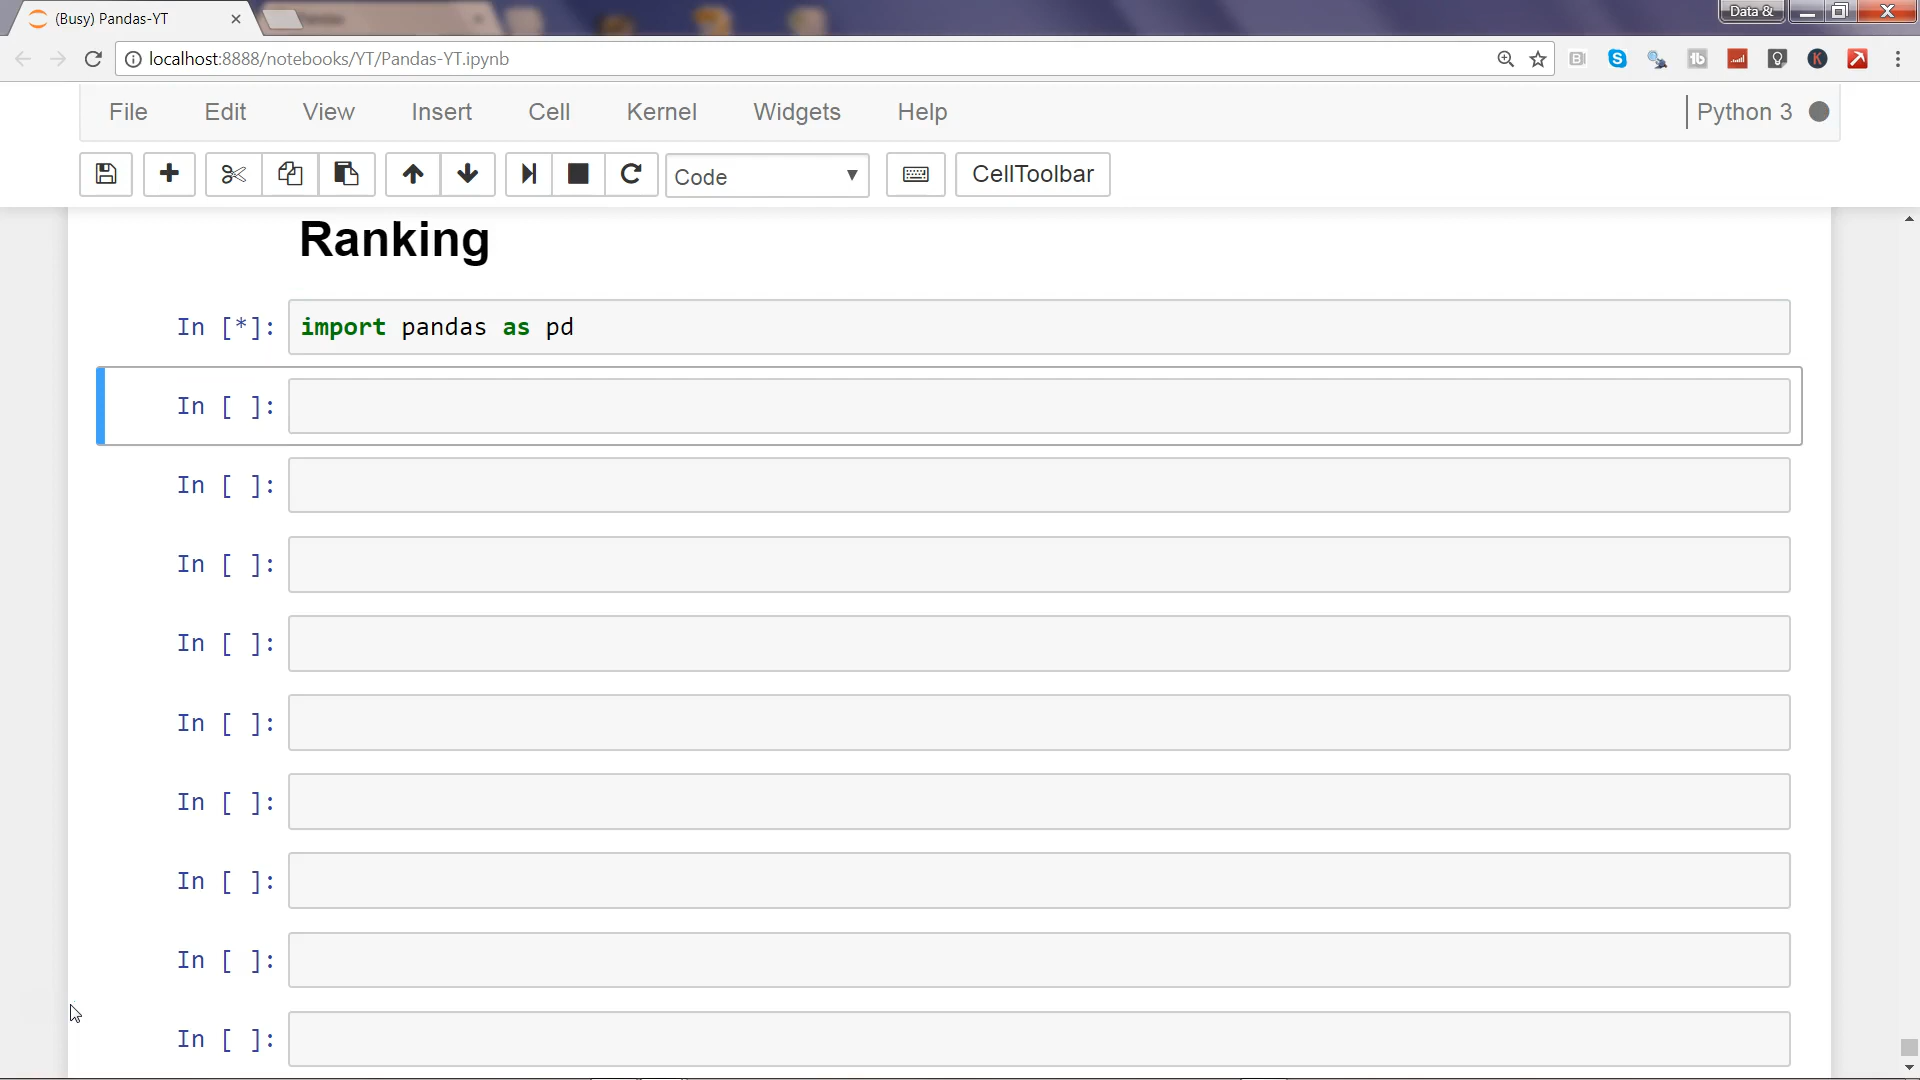 (Busy) Pandas-YT
Data &
localhost:8888/notebooks/YT/Pandas-YT.ipynb
File Edit View Insert Cell Kernel Widgets Help Python 3
Code CellToolbar
Ranking
In [*]: import pandas as pd
In [ ]:
In [ ]:
In [ ]:
In [ ]:
In [ ]:
In [ ]:
In [ ]:
In [ ]:
In [ ]: